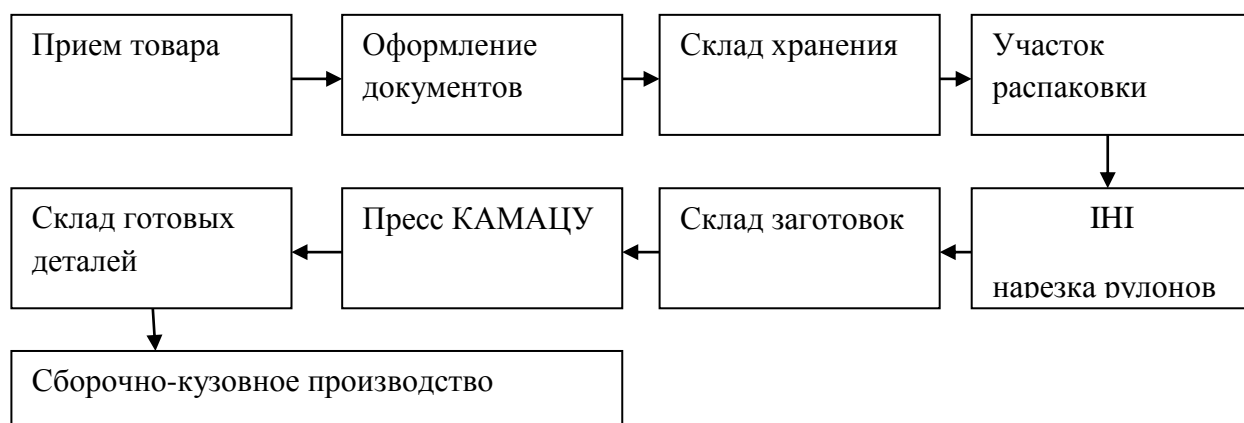 Прием товара
Оформление
документов
Склад хранения
Участок
распаковки
Склад готовых
деталей
Пресс КАМАЦУ
Склад заготовок
IHI
нарезка рулонов
Сборочно-кузовное производство